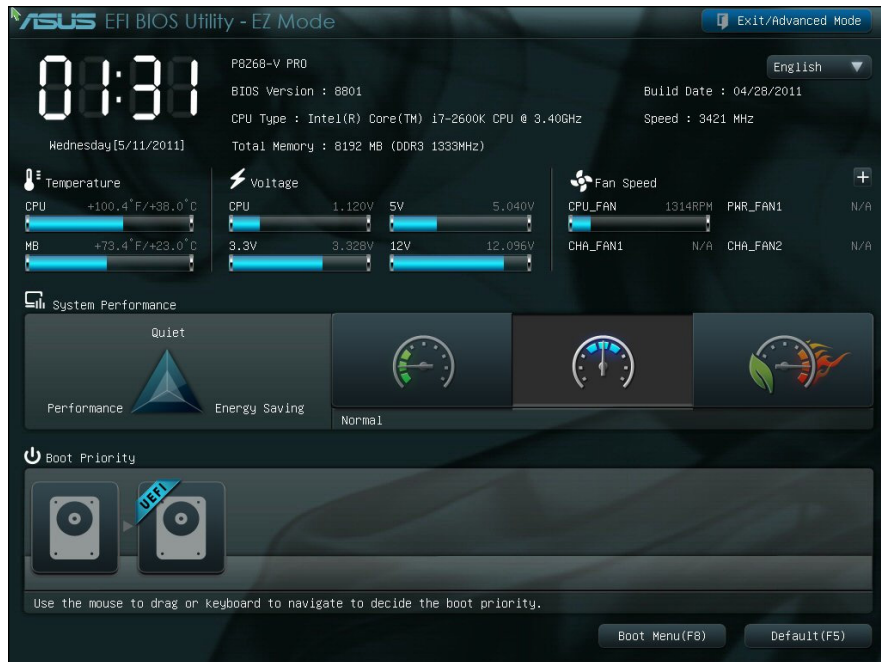 ASUS EFI BIOS Utility - EZ Mode
Exit/Advanced Mode
01:31
Wednesday[5/11/2011]
P8Z68-V PRO
English
BIOS Version : 8801
Build Date : 04/28/2011
CPU Type : Intel(R) Core(TM) i7-2600K CPU @ 3.40GHz
Speed : 3421 MHz
Total Memory : 8192 MB (DDR3 1333MHz)
Temperature
CPU +100.4°F/+38.0°C
MB +73.4°F/+23.0°C
Voltage
CPU 1.120V 5V 5.040V
3.3V 3.328V 12V 12.096V
Fan Speed
CPU_FAN 1314RPM PWR_FAN1 N/A
CHA_FAN1 N/A CHA_FAN2 N/A
System Performance
Quiet
Performance
Energy Saving
Normal
Boot Priority
UEFI
Use the mouse to drag or keyboard to navigate to decide the boot priority.
Boot Menu(F8)
Default(F5)